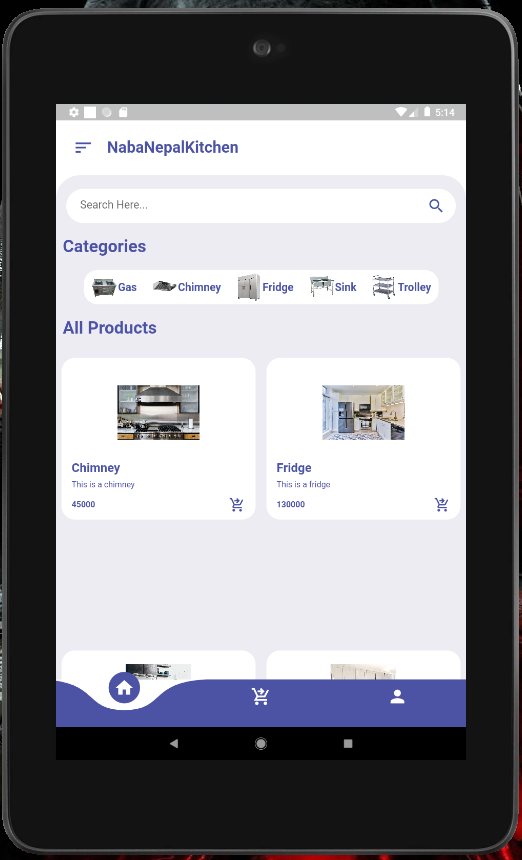 5:14
NabaNepalKitchen
Search Here...
Categories
Gas Chimney Fridge Sink Trolley
All Products
Chimney
This is a chimney
45000
Fridge
This is a fridge
130000